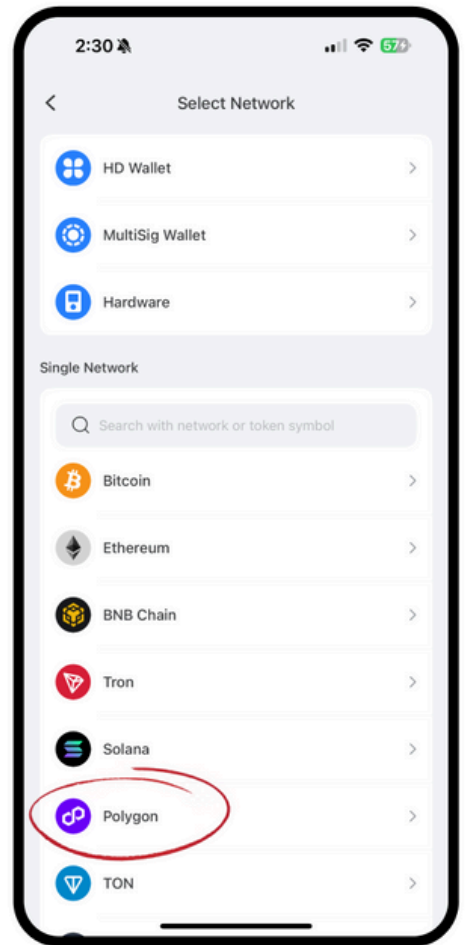 2:30
57
Select Network
HD Wallet
MultiSig Wallet
Hardware
Single Network
Search with network or token symbol
Bitcoin
Ethereum
BNB Chain
Tron
Solana
Polygon
TON